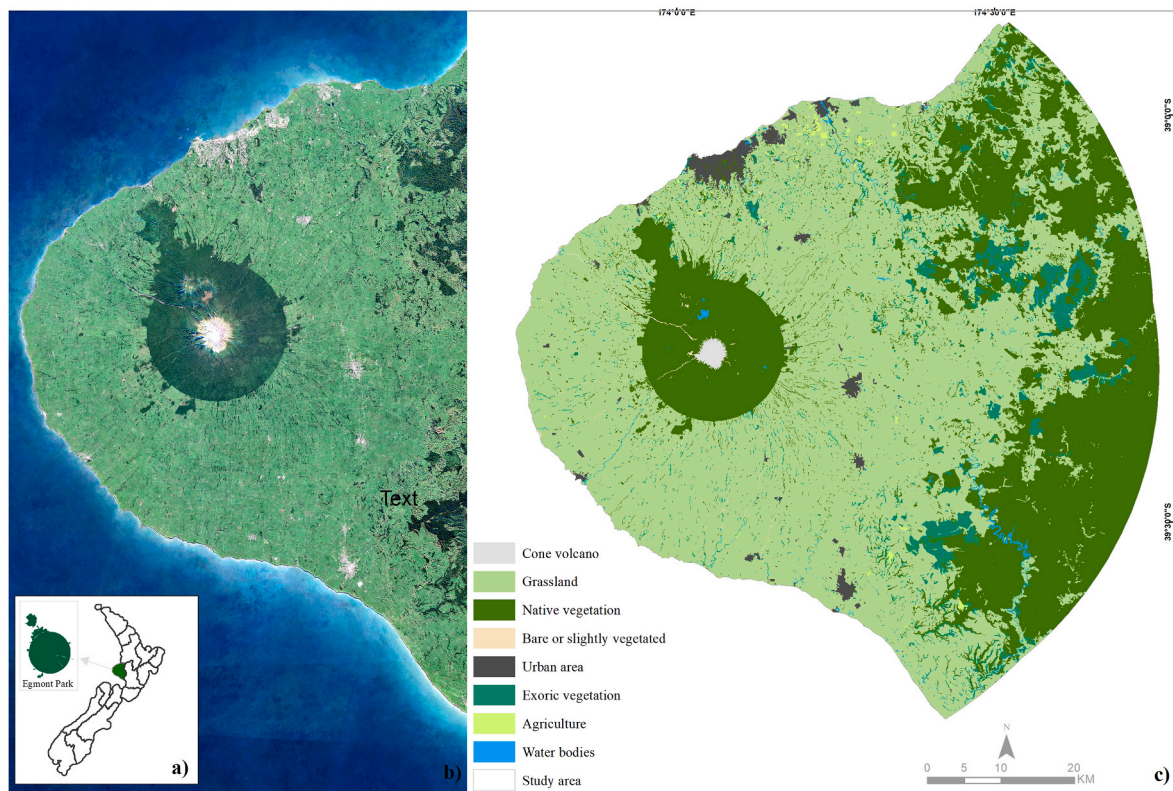 174°0'0"E
174°30'0"E
39°0'0"S
39°30'0"S
Text
Cone volcano
Grassland
Native vegetation
Bare or slightly vegetated
Urban area
Exoric vegetation
Agriculture
Water bodies
Study area
Egmont Park
a)
b)
N
0 5 10 20
KM
c)